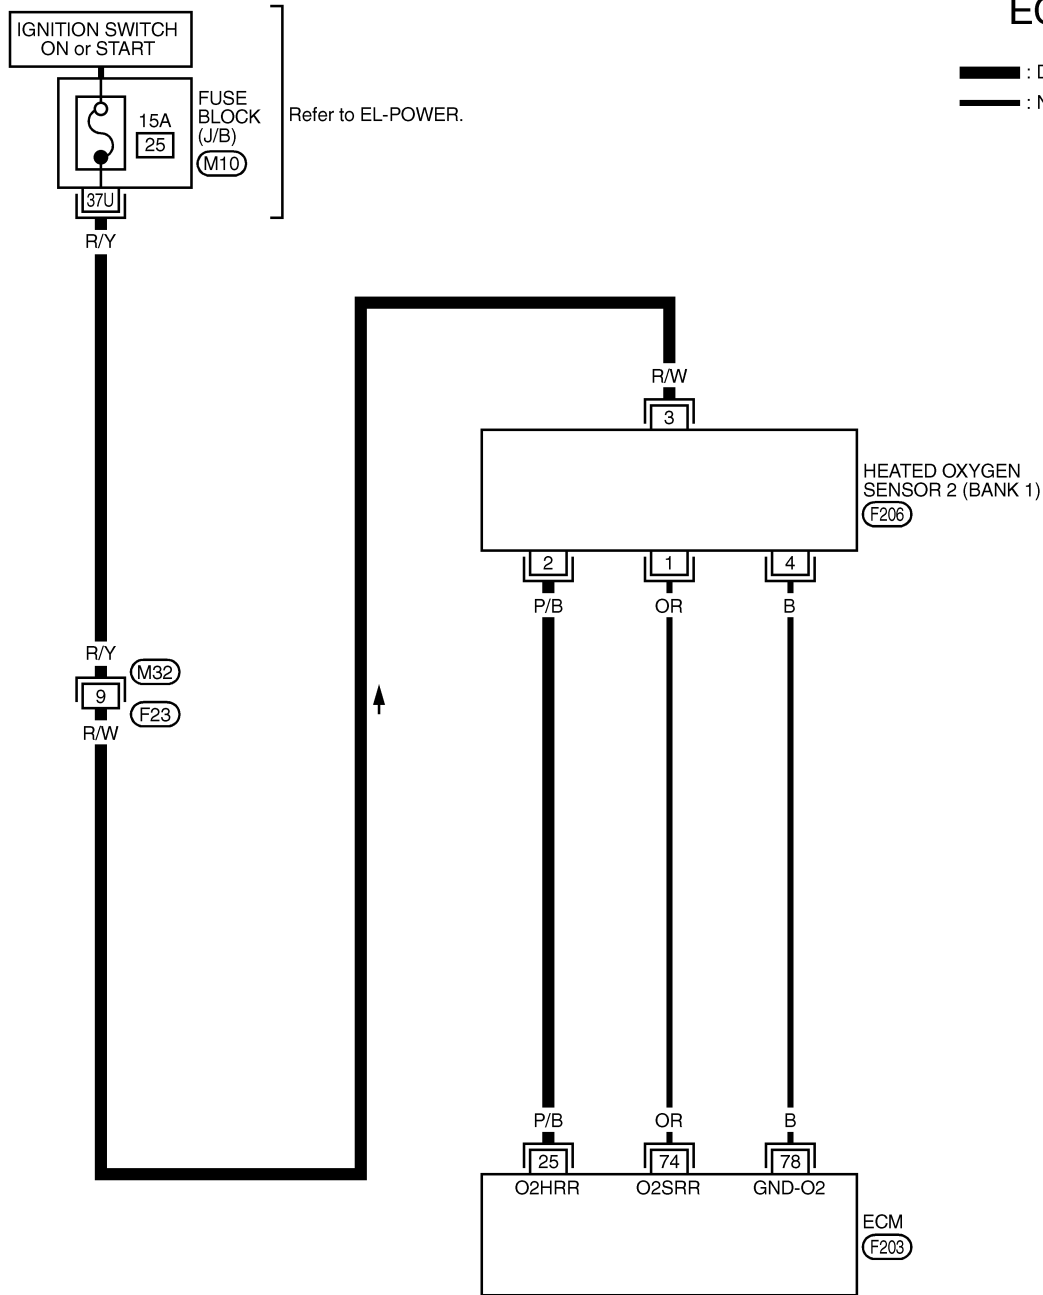 IGNITION SWITCH
ON or START
FUSE
BLOCK
(J/B)
M10
15A
25
Refer to EL-POWER.
37U
R/Y
R/W
3
HEATED OXYGEN
SENSOR 2 (BANK 1)
F206
2
1
4
P/B
OR
B
R/Y
M32
9
F23
R/W
P/B
OR
B
25
74
78
O2HRR
O2SRR
GND-O2
ECM
F203